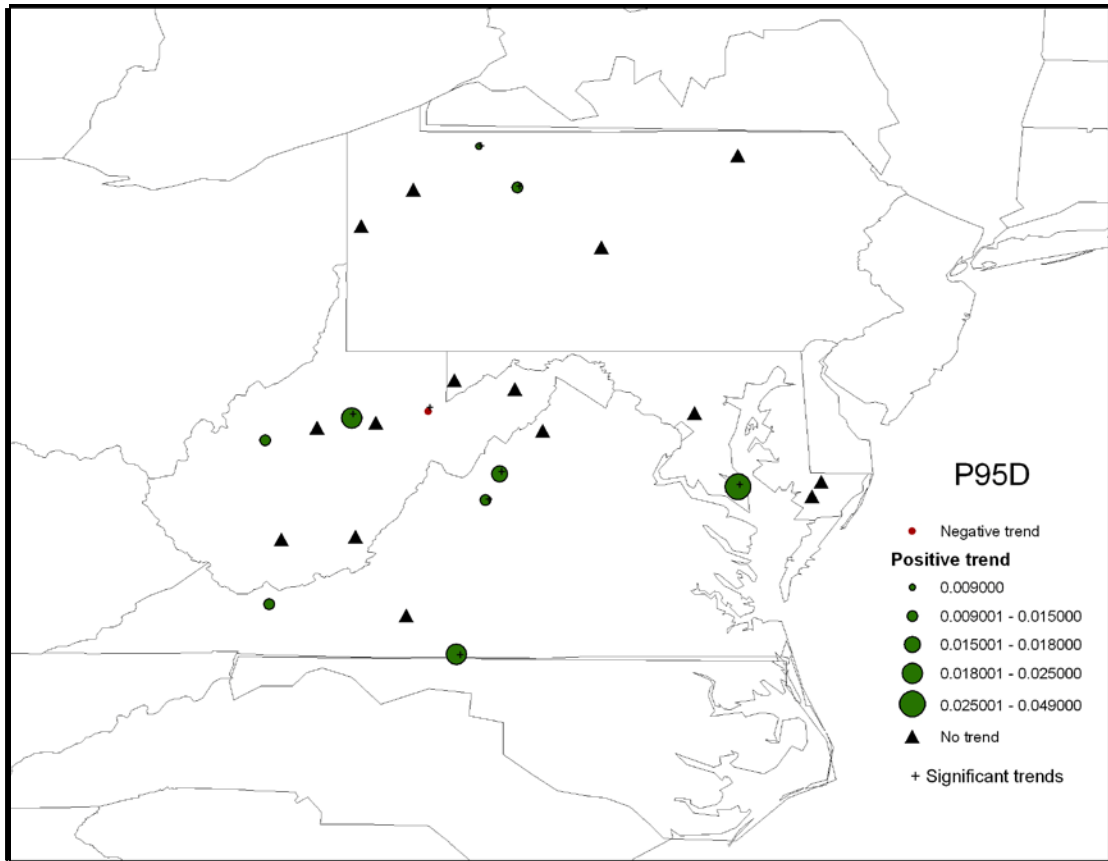 P95D
Negative trend
Positive trend
0.009000
0.009001 - 0.015000
0.015001 - 0.018000
0.018001 - 0.025000
0.025001 - 0.049000
No trend
+ Significant trends